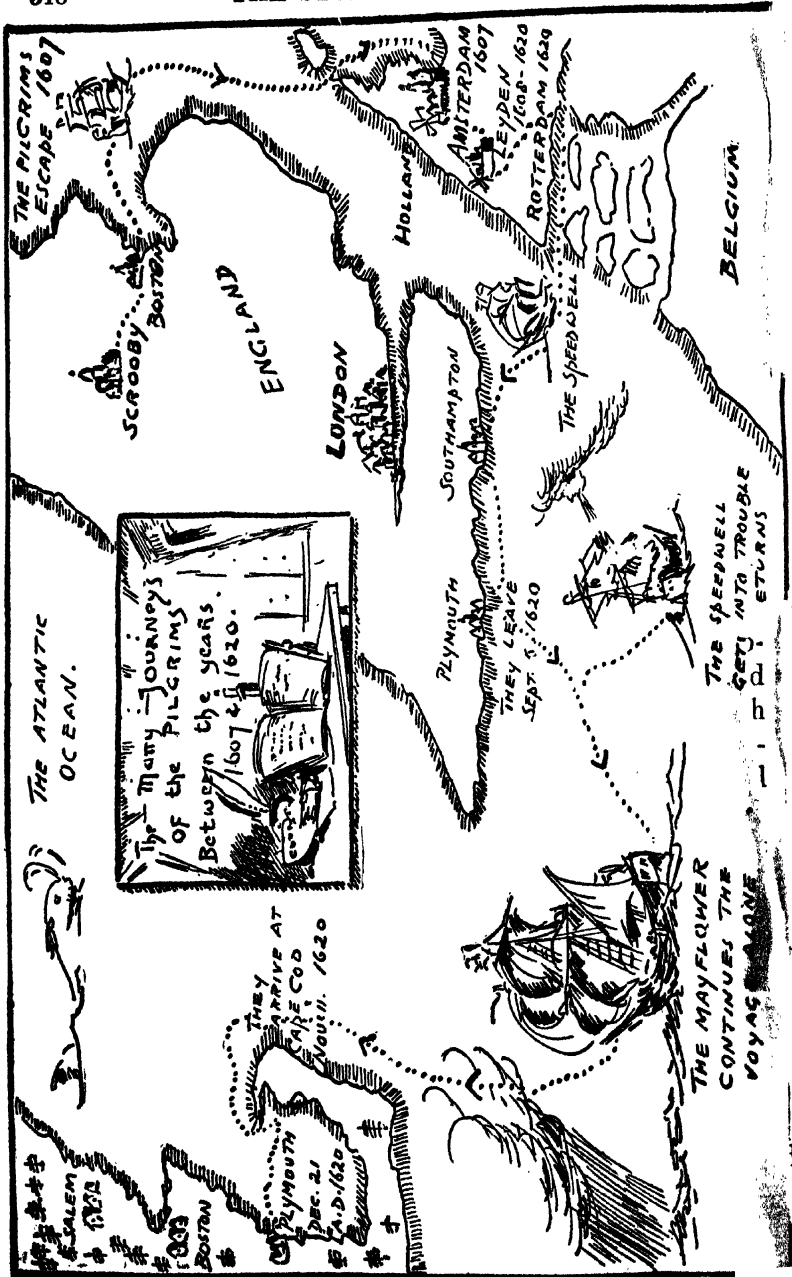 THE PILGRIMS
ESCAPE 1607
SCROOBY
BOSTON
ENGLAND
LONDON
HOLLAND
AMSTERDAM
1607
LEYDEN
1608-1620
ROTTERDAM 1620
BELGIUM
THE SPEEDWELL
SOUTHAMPTON
PLYMOUTH
THEY LEAVE
SEPT. 6. 1620
THE SPEEDWELL
GETS INTO TROUBLE
ETURNS
THE ATLANTIC
OCEAN.
The Many Journeys
of the PILGRIMS
Between the years.
1607 & 1620.
THE MAYFLOWER
CONTINUES THE
VOYAGE ALONE
THEY
ARRIVE AT
CAPE COD
NOV. 11. 1620
SALEM
BOSTON
PLYMOUTH
DEC. 21
A.D. 1620